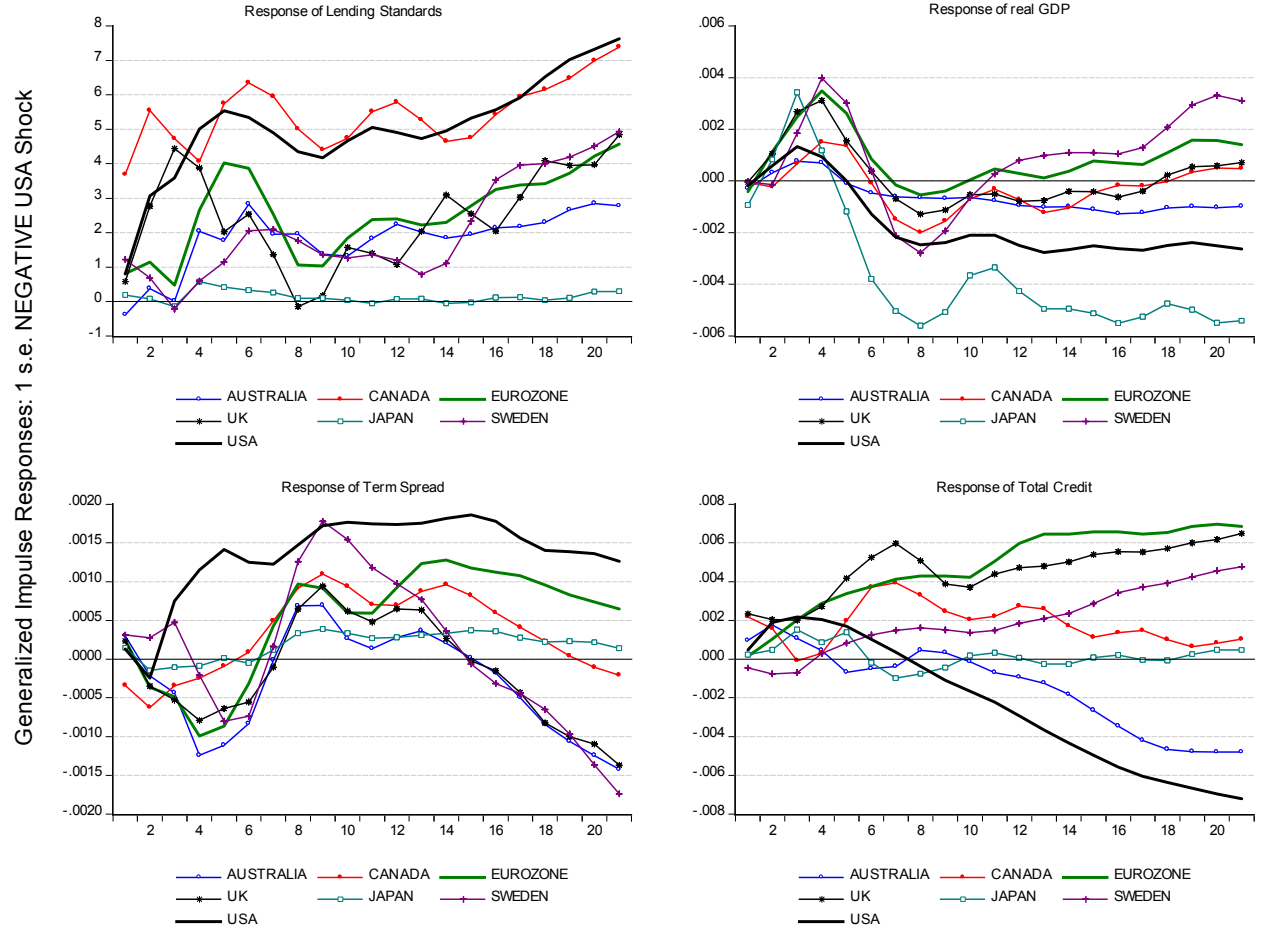 Generalized Impulse Responses: 1 s.e. NEGATIVE USA Shock
Response of Lending Standards
8
7
6
5
4
3
2
1
0
-1
2 4 6 8 10 12 14 16 18 20
AUSTRALIA CANADA EUROZONE
UK JAPAN SWEDEN
USA
Response of real GDP
.006
.004
.002
.000
-.002
-.004
-.006
2 4 6 8 10 12 14 16 18 20
AUSTRALIA CANADA EUROZONE
UK JAPAN SWEDEN
USA
Response of Term Spread
.0020
.0015
.0010
.0005
.0000
-.0005
-.0010
-.0015
-.0020
2 4 6 8 10 12 14 16 18 20
AUSTRALIA CANADA EUROZONE
UK JAPAN SWEDEN
USA
Response of Total Credit
.008
.006
.004
.002
.000
-.002
-.004
-.006
-.008
2 4 6 8 10 12 14 16 18 20
AUSTRALIA CANADA EUROZONE
UK JAPAN SWEDEN
USA